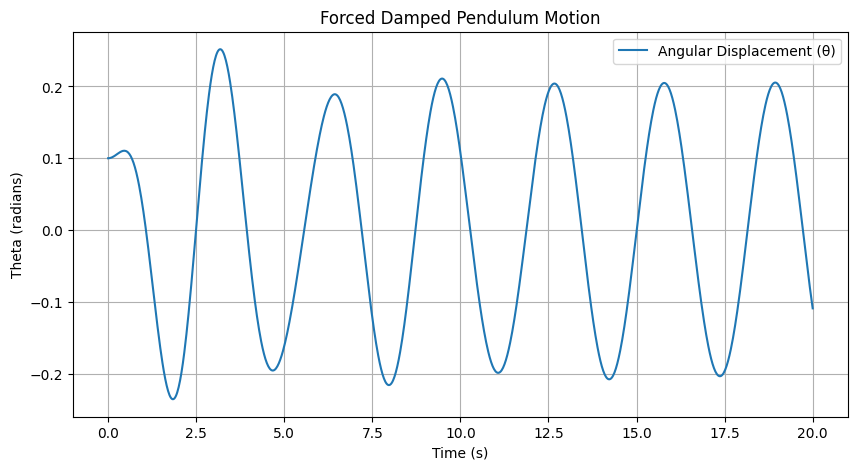 Forced Damped Pendulum Motion
Angular Displacement (θ)
Theta (radians)
0.2
0.1
0.0
−0.1
−0.2
0.0 2.5 5.0 7.5 10.0 12.5 15.0 17.5 20.0
Time (s)